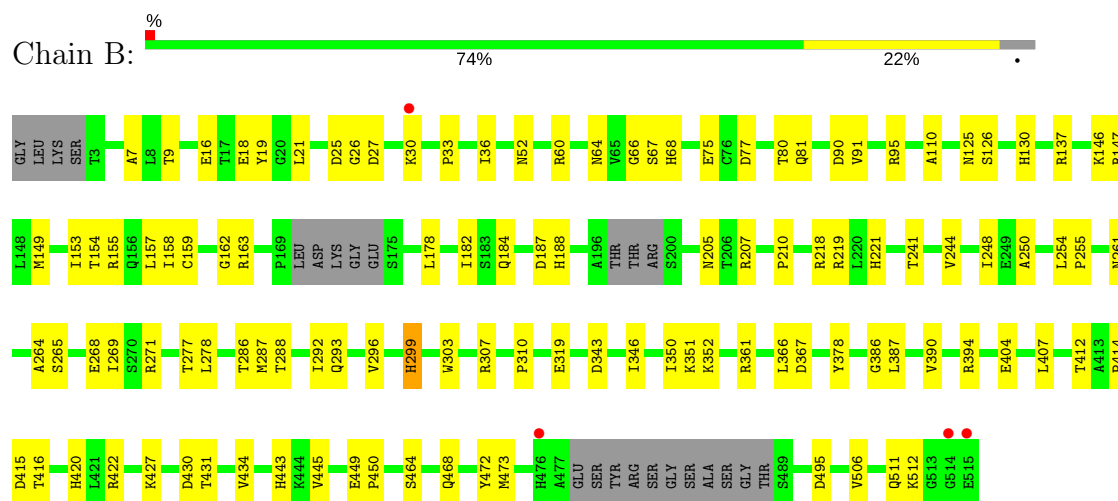 %
Chain B:
74% 22% •
GLY LEU LYS SER T3 A7 L8 T9 E16 T17 E18 Y19 G20 L21 D25 G26 D27 K30 P33 I36 N52 R60 N64 V65 G66 S67 H68 E75 C76 D77 T80 Q81 D90 V91 R95 A110 N125 S126 H130 R137 K146
L148 M149 I153 T154 R155 Q156 L157 I158 C159 G162 R163 P169 LEU ASP LYS GLY GLU S175 L178 I182 S183 Q184 D187 H188 A196 THR THR ARG S200 N205 T206 R207 P210 R218 R219 L220 H221 T241 V244 I248 E249 A250 L254 P255 N261
A264 S265 E268 I269 S270 R271 T277 L278 T286 M287 T288 I292 Q293 V296 H299 W303 R307 P310 E319 D343 I346 I350 K351 K352 R361 L366 D367 Y378 G386 L387 V390 R394 E404 L407 T412 A413
D415 T416 H420 L421 R422 K427 D430 T431 V434 H443 K444 V445 E449 P450 S464 Q468 Y472 M473 H476 A477 GLU SER TYR ARG SER GLY SER ALA SER GLY THR S489 D495 V506 Q511 K512 G513 G514 E515